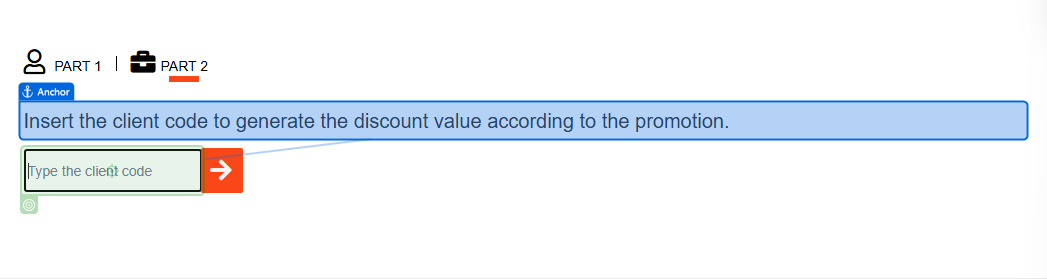 PART 1 | PART 2
Anchor
Insert the client code to generate the discount value according to the promotion.
Type the client code